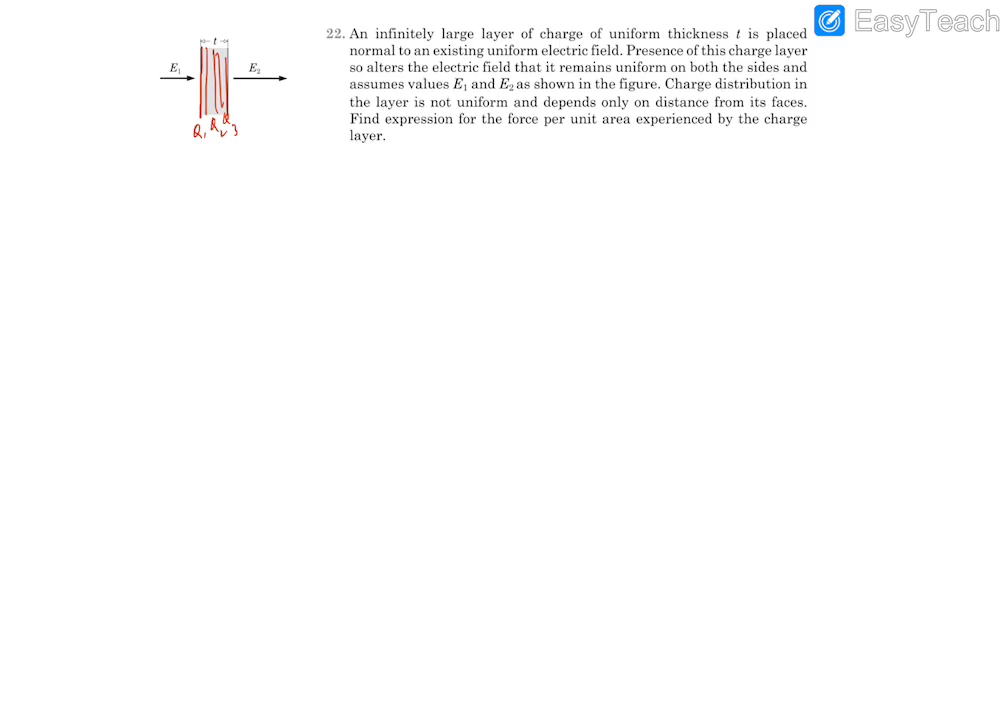 EasyTeach
22. An infinitely large layer of charge of uniform thickness t is placed
normal to an existing uniform electric field. Presence of this charge layer
so alters the electric field that it remains uniform on both the sides and
assumes values E₁ and E₂ as shown in the figure. Charge distribution in
the layer is not uniform and depends only on distance from its faces.
Find expression for the force per unit area experienced by the charge
layer.
t
E₁ E₂
Q₁ Q₂ Q₃